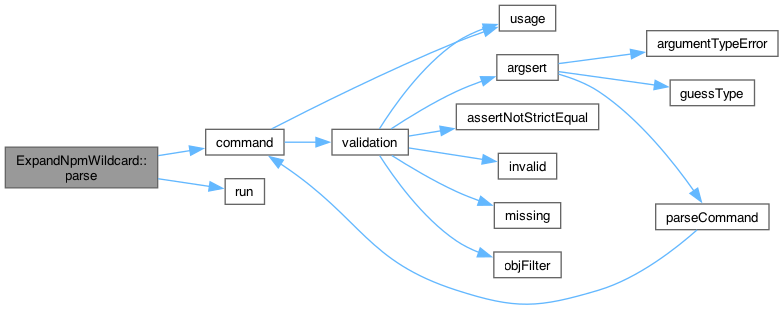 ExpandNpmWildcard::
parse
command
run
usage
validation
argsert
assertNotStrictEqual
invalid
missing
objFilter
argumentTypeError
guessType
parseCommand